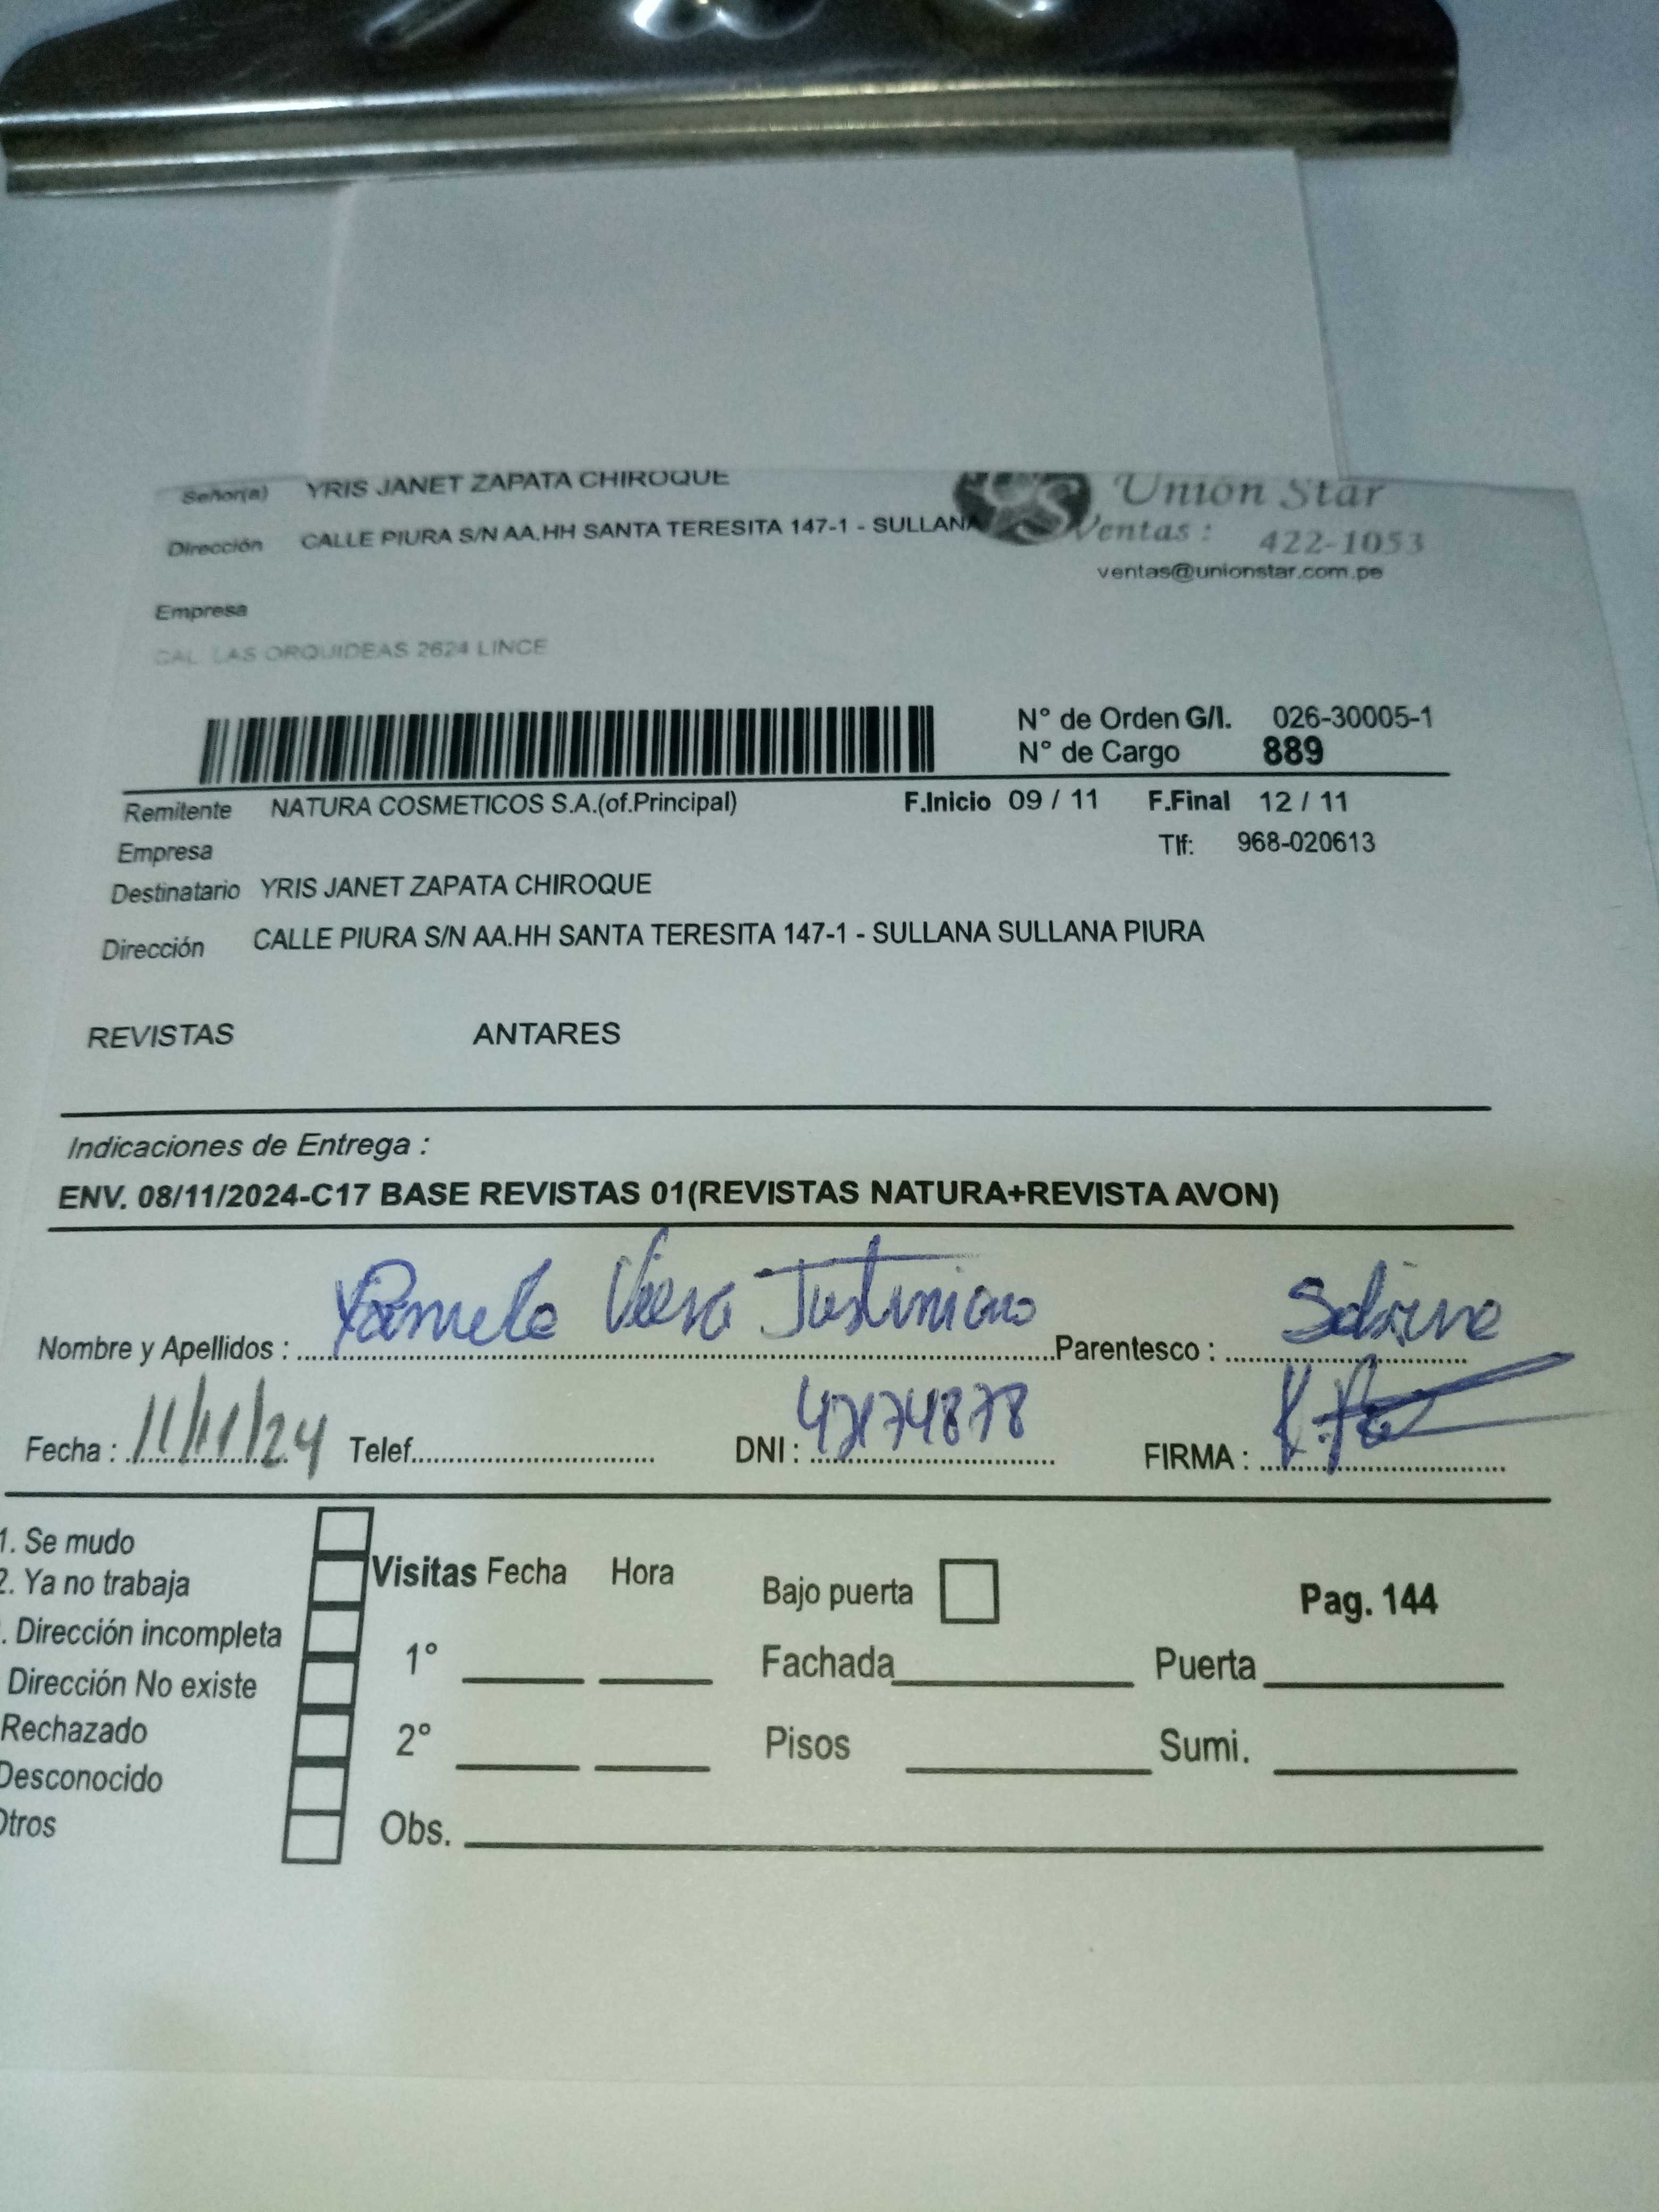 Señor(a) YRIS JANET ZAPATA CHIROQUE
Unión Star
Dirección CALLE PIURA S/N AA.HH SANTA TERESITA 147-1 - SULLANA
Ventas : 422-1053
ventas@unionstar.com.pe
Empresa
CAL LAS ORQUIDEAS 2624 LINCE
N° de Orden G/I. 026-30005-1
N° de Cargo 889
Remitente NATURA COSMETICOS S.A.(of.Principal) F.Inicio 09 / 11 F.Final 12 / 11
Empresa Tlf: 968-020613
Destinatario YRIS JANET ZAPATA CHIROQUE
Dirección CALLE PIURA S/N AA.HH SANTA TERESITA 147-1 - SULLANA SULLANA PIURA
REVISTAS ANTARES
Indicaciones de Entrega :
ENV. 08/11/2024-C17 BASE REVISTAS 01(REVISTAS NATURA+REVISTA AVON)
Nombre y Apellidos : Justiniano Parentesco : Sobrina
Fecha : 11/11/24 Telef. DNI : FIRMA :
1. Se mudo
2. Ya no trabaja
. Dirección incompleta
Dirección No existe
Rechazado
Desconocido
Otros
Visitas Fecha Hora
1°
2°
Obs.
Bajo puerta Pag. 144
Fachada Puerta
Pisos Sumi.